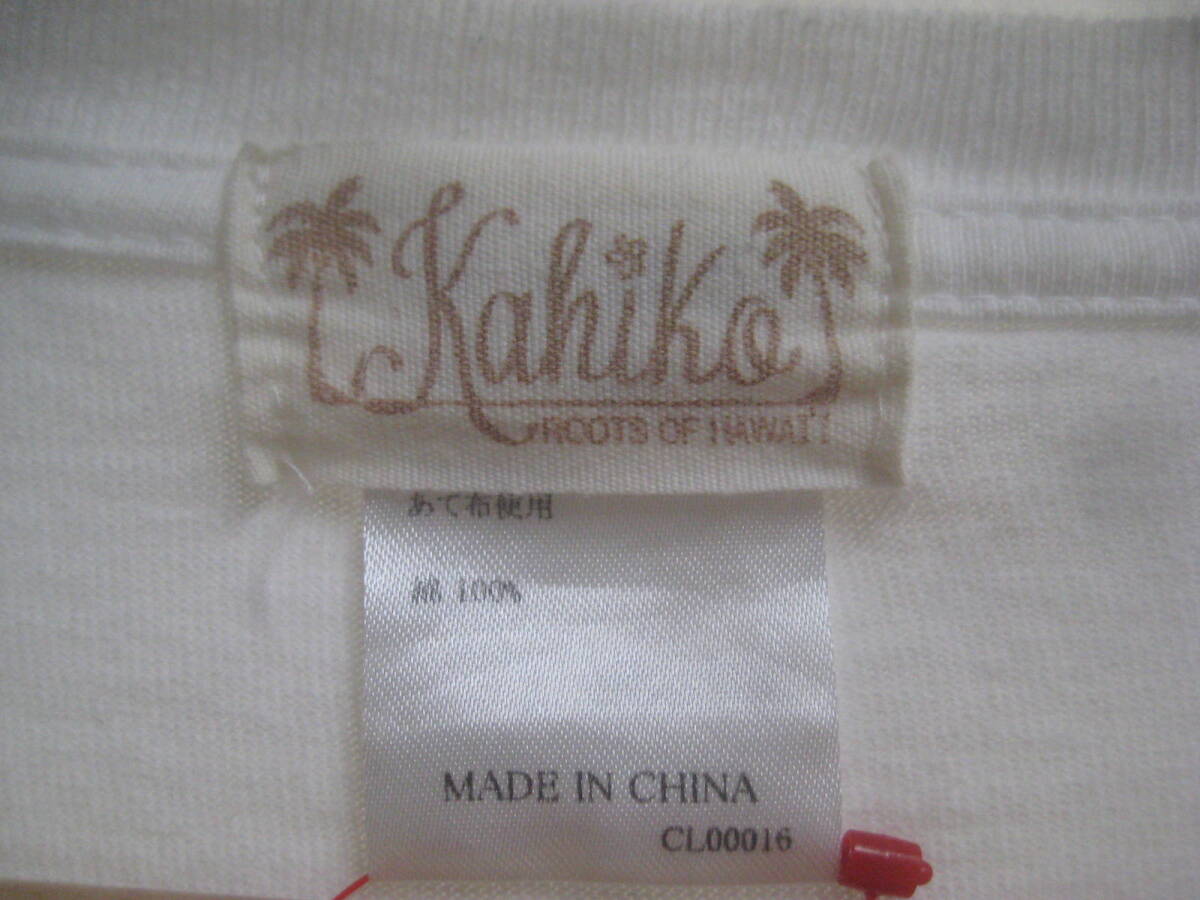 Kahiko
ROOTS OF HAWAI'I
あて布使用
綿 100%
MADE IN CHINA
CL00016